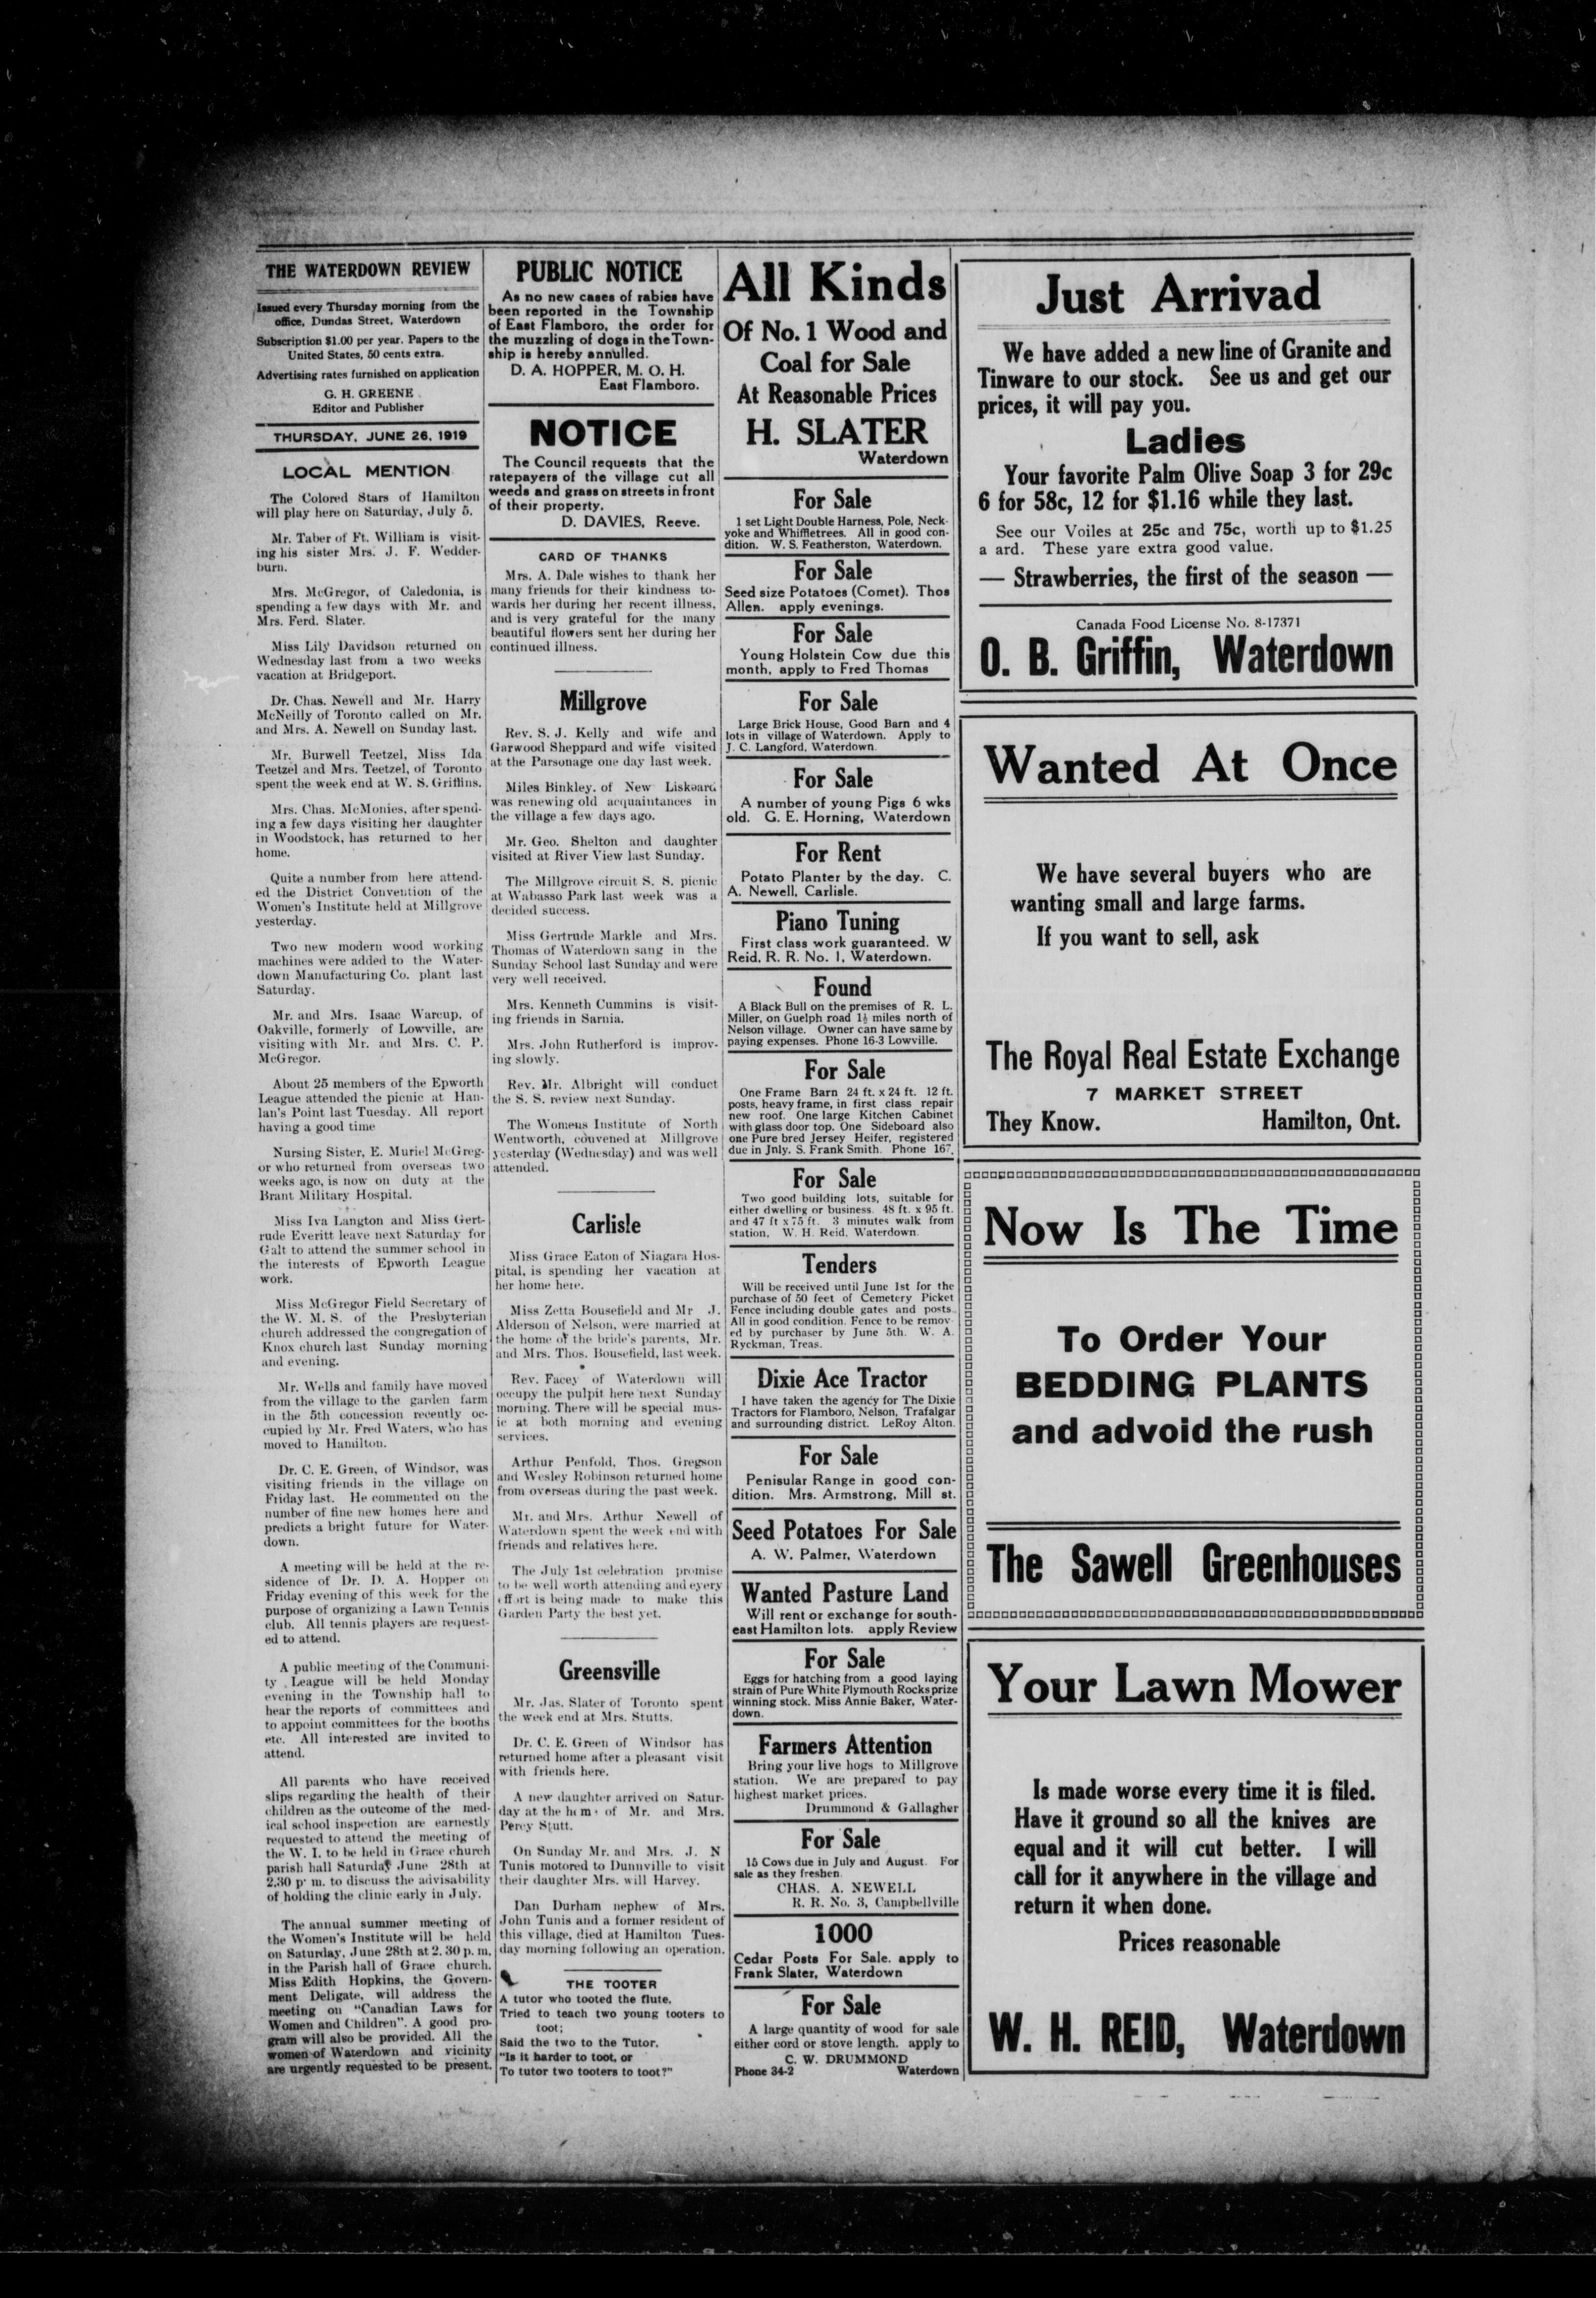 THE WATERDOWN REVIEW
Issued every Thursday morning from the
office, Dundas Street, Waterdown
Subscription $1.00 per year. Papers to the
United States, 50 cents extra.
Advertising rates furnished on application
G. H. GREENE
Editor and Publisher
THURSDAY, JUNE 26, 1919
LOCAL MENTION
The Colored Stars of Hamilton
will play here on Saturday, July 5.
Mr. Taber of Ft. William is visit-
ing his sister Mrs. J. F. Wedder-
burn.
Mrs. McGregor, of Caledonia, is
spending a few days with Mr. and
Mrs. Ferd. Slater.
Miss Lily Davidson returned on
Wednesday last from a two weeks
vacation at Bridgeport.
Dr. Chas. Newell and Mr. Harry
McNeilly of Toronto called on Mr.
and Mrs. A. Newell on Sunday last.
Mr. Burwell Teetzel, Miss Ida
Teetzel and Mrs. Teetzel, of Toronto
spent the week end at W. S. Griffins.
Mrs. Chas. McMonies, after spend-
ing a few days visiting her daughter
in Woodstock, has returned to her
home.
Quite a number from here attend-
ed the District Convention of the
Women's Institute held at Millgrove
yesterday.
Two new modern wood working
machines were added to the Water-
down Manufacturing Co. plant last
Saturday.
Mr. and Mrs. Isaac Warcup, of
Oakville, formerly of Lowville, are
visiting with Mr. and Mrs. C. P.
McGregor.
About 25 members of the Epworth
League attended the picnic at Han-
lan's Point last Tuesday. All report
having a good time
Nursing Sister, E. Muriel McGreg-
or who returned from overseas two
weeks ago, is now on duty at the
Brant Military Hospital.
Miss Iva Langton and Miss Gert-
rude Everitt leave next Saturday for
Galt to attend the summer school in
the interests of Epworth League
work.
Miss McGregor Field Secretary of
the W. M. S. of the Presbyterian
church addressed the congregation of
Knox church last Sunday morning
and evening.
Mr. Wells and family have moved
from the village to the garden farm
in the 5th concession recently oc-
cupied by Mr. Fred Waters, who has
moved to Hamilton.
Dr. C. E. Green, of Windsor, was
visiting friends in the village on
Friday last. He commented on the
number of fine new homes here and
predicts a bright future for Water-
down.
A meeting will be held at the re-
sidence of Dr. D. A. Hopper on
Friday evening of this week for the
purpose of organizing a Lawn Tennis
club. All tennis players are request-
ed to attend.
A public meeting of the Communi-
ty League will be held Monday
evening in the Township hall to
hear the reports of committees and
to appoint committees for the booths
etc. All interested are invited to
attend.
All parents who have received
slips regarding the health of their
children as the outcome of the med-
ical school inspection are earnestly
requested to attend the meeting of
the W. I. to be held in Grace church
parish hall Saturday June 28th at
2,30 p m. to discuss the advisability
of holding the clinic early in July.
The annual summer meeting of
the Women's Institute will be held
on Saturday, June 28th at 2.30 p. m.
in the Parish hall of Grace church.
Miss Edith Hopkins, the Govern-
ment Deligate, will address the
meeting on "Canadian Laws for
Women and Children". A good pro-
gram will also be provided. All the
women of Waterdown and vicinity
are urgently requested to be present.
PUBLIC NOTICE
As no new cases of rabies have
been reported in the Township
of East Flamboro, the order for
the muzzling of dogs in the Town-
ship is hereby annulled.
D. A. HOPPER, M. O. H.
East Flamboro.
NOTICE
The Council requests that the
ratepayers of the village cut all
weeds and grass on streets in front
of their property.
D. DAVIES, Reeve.
CARD OF THANKS
Mrs. A. Dale wishes to thank her
many friends for their kindness to-
wards her during her recent illness,
and is very grateful for the many
beautiful flowers sent her during her
continued illness.
Millgrove
Rev. S. J. Kelly and wife and
Garwood Sheppard and wife visited
at the Parsonage one day last week.
Miles Binkley, of New Liskeard
was renewing old acquaintances in
the village a few days ago.
Mr. Geo. Shelton and daughter
visited at River View last Sunday.
The Millgrove circuit S. S. picnic
at Wabasso Park last week was a
decided success.
Miss Gertrude Markle and Mrs.
Thomas of Waterdown sang in the
Sunday School last Sunday and were
very well received.
Mrs. Kenneth Cummins is visit-
ing friends in Sarnia.
Mrs. John Rutherford is improv-
ing slowly.
Rev. Mr. Albright will conduct
the S. S. review next Sunday.
The Womens Institute of North
Wentworth, convened at Millgrove
yesterday (Wednesday) and was well
attended.
Carlisle
Miss Grace Eaton of Niagara Hos-
pital, is spending her vacation at
her home here.
Miss Zetta Bousefield and Mr J.
Alderson of Nelson, were married at
the home of the bride's parents, Mr.
and Mrs. Thos. Bousefield, last week.
Rev. Facey of Waterdown will
occupy the pulpit here next Sunday
morning. There will be special mus-
ic at both morning and evening
services.
Arthur Penfold, Thos. Gregson
and Wesley Robinson returned home
from overseas during the past week.
Mr. and Mrs. Arthur Newell of
Waterdown spent the week end with
friends and relatives here.
The July 1st celebration promise
to be well worth attending and eyery
effort is being made to make this
Garden Party the best yet.
Greensville
Mr. Jas. Slater of Toronto spent
the week end at Mrs. Stutts.
Dr. C. E. Green of Windsor has
returned home after a pleasant visit
with friends here.
A new daughter arrived on Satur-
day at the home of Mr. and Mrs.
Percy Stutt.
On Sunday Mr. and Mrs. J. N
Tunis motored to Dunnville to visit
their daughter Mrs. will Harvey.
Dan Durham nephew of Mrs.
John Tunis and a former resident of
this village, died at Hamilton Tues-
day morning following an operation.
THE TOOTER
A tutor who tooted the flute,
Tried to teach two young tooters to
toot;
Said the two to the Tutor,
"Is it harder to toot, or
To tutor two tooters to toot?"
All Kinds
Of No. 1 Wood and
Coal for Sale
At Reasonable Prices
H. SLATER
Waterdown
For Sale
1 set Light Double Harness, Pole, Neck-
yoke and Whiffletrees. All in good con-
dition. W. S. Featherston, Waterdown.
For Sale
Seed size Potatoes (Comet). Thos
Allen. apply evenings.
For Sale
Young Holstein Cow due this
month, apply to Fred Thomas
For Sale
Large Brick House, Good Barn and 4
lots in village of Waterdown. Apply to
J. C. Langford, Waterdown.
For Sale
A number of young Pigs 6 wks
old. G. E. Horning, Waterdown
For Rent
Potato Planter by the day. C.
A. Newell, Carlisle.
Piano Tuning
First class work guaranteed. W
Reid, R. R. No. 1, Waterdown.
Found
A Black Bull on the premises of R. L.
Miller, on Guelph road 1½ miles north of
Nelson village. Owner can have same by
paying expenses. Phone 16-3 Lowville.
For Sale
One Frame Barn 24 ft. x 24 ft. 12 ft.
posts, heavy frame, in first class repair
new roof. One large Kitchen Cabinet
with glass door top. One Sideboard also
one Pure bred Jersey Heifer, registered
due in Jnly. S. Frank Smith. Phone 167.
For Sale
Two good building lots, suitable for
either dwelling or business. 48 ft. x 95 ft.
and 47 ft x 75 ft. 3 minutes walk from
station. W. H. Reid, Waterdown.
Tenders
Will be received until June 1st for the
purchase of 50 feet of Cemetery Picket
Fence including double gates and posts.
All in good condition. Fence to be remov-
ed by purchaser by June 5th. W. A.
Ryckman, Treas.
Dixie Ace Tractor
I have taken the agency for The Dixie
Tractors for Flamboro, Nelson, Trafalgar
and surrounding district. LeRoy Alton.
For Sale
Penisular Range in good con-
dition. Mrs. Armstrong, Mill st.
Seed Potatoes For Sale
A. W. Palmer, Waterdown
Wanted Pasture Land
Will rent or exchange for south-
east Hamilton lots. apply Review
For Sale
Eggs for hatching from a good laying
strain of Pure White Plymouth Rocks prize
winning stock. Miss Annie Baker, Water-
down.
Farmers Attention
Bring your live hogs to Millgrove
station. We are prepared to pay
highest market prices.
Drummond & Gallagher
For Sale
15 Cows due in July and August. For
sale as they freshen.
CHAS. A. NEWELL
R. R. No. 3, Campbellville
1000
Cedar Posts For Sale. apply to
Frank Slater, Waterdown
For Sale
A large quantity of wood for sale
either cord or stove length. apply to
C. W. DRUMMOND
Phone 34-2 Waterdown
Just Arrivad
We have added a new line of Granite and
Tinware to our stock. See us and get our
prices, it will pay you.
Ladies
Your favorite Palm Olive Soap 3 for 29c
6 for 58c, 12 for $1.16 while they last.
See our Voiles at 25c and 75c, worth up to $1.25
a ard. These yare extra good value.
— Strawberries, the first of the season —
Canada Food License No. 8-17371
O. B. Griffin, Waterdown
Wanted At Once
We have several buyers who are
wanting small and large farms.
If you want to sell, ask
The Royal Real Estate Exchange
7 MARKET STREET
They Know. Hamilton, Ont.
Now Is The Time
To Order Your
BEDDING PLANTS
and advoid the rush
The Sawell Greenhouses
Your Lawn Mower
Is made worse every time it is filed.
Have it ground so all the knives are
equal and it will cut better. I will
call for it anywhere in the village and
return it when done.
Prices reasonable
W. H. REID, Waterdown